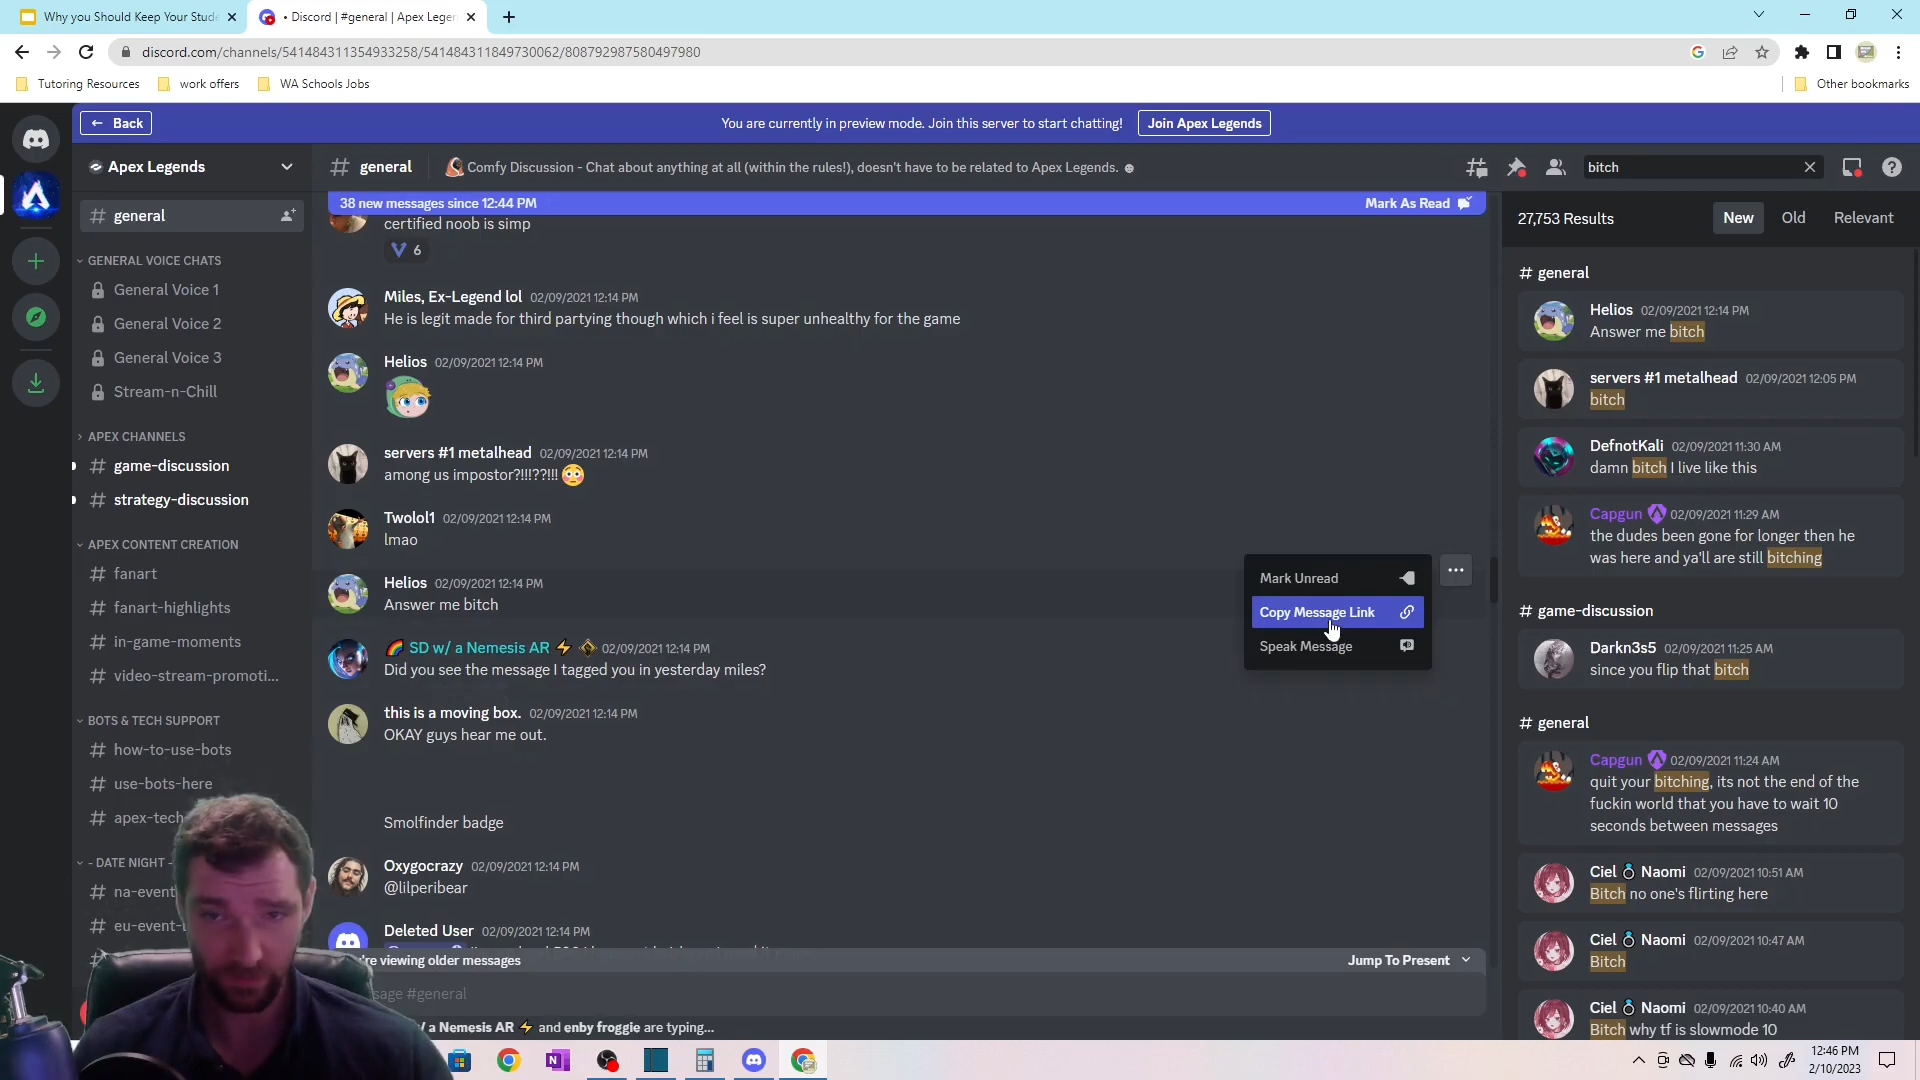 Why you Should Keep Your Stude
• Discord | #general | Apex Legen
discord.com/channels/541484311354933258/541484311849730062/808792987580497980
Tutoring Resources
work offers
WA Schools Jobs
Other bookmarks
← Back
You are currently in preview mode. Join this server to start chatting!
Join Apex Legends
Apex Legends
# general
Comfy Discussion - Chat about anything at all (within the rules!), doesn't have to be related to Apex Legends.
bitch
# general
GENERAL VOICE CHATS
General Voice 1
General Voice 2
General Voice 3
Stream-n-Chill
APEX CHANNELS
# game-discussion
# strategy-discussion
APEX CONTENT CREATION
# fanart
# fanart-highlights
# in-game-moments
# video-stream-promoti...
BOTS & TECH SUPPORT
# how-to-use-bots
# use-bots-here
# apex-tech
- DATE NIGHT -
# na-event
# eu-event-
38 new messages since 12:44 PM
Mark As Read
certified noob is simp
6
Miles, Ex-Legend lol 02/09/2021 12:14 PM
He is legit made for third partying though which i feel is super unhealthy for the game
Helios 02/09/2021 12:14 PM
servers #1 metalhead 02/09/2021 12:14 PM
among us impostor?!!!??!!!
Twolol1 02/09/2021 12:14 PM
lmao
Helios 02/09/2021 12:14 PM
Answer me bitch
Mark Unread
Copy Message Link
Speak Message
SD w/ a Nemesis AR 02/09/2021 12:14 PM
Did you see the message I tagged you in yesterday miles?
this is a moving box. 02/09/2021 12:14 PM
OKAY guys hear me out.
Smolfinder badge
Oxygocrazy 02/09/2021 12:14 PM
@lilperibear
Deleted User 02/09/2021 12:14 PM
're viewing older messages
Jump To Present
sage #general
/ a Nemesis AR and enby froggie are typing...
27,753 Results
New
Old
Relevant
# general
Helios 02/09/2021 12:14 PM
Answer me bitch
servers #1 metalhead 02/09/2021 12:05 PM
bitch
DefnotKali 02/09/2021 11:30 AM
damn bitch I live like this
Capgun 02/09/2021 11:29 AM
the dudes been gone for longer then he
was here and ya'll are still bitching
# game-discussion
Darkn3s5 02/09/2021 11:25 AM
since you flip that bitch
# general
Capgun 02/09/2021 11:24 AM
quit your bitching, its not the end of the
fuckin world that you have to wait 10
seconds between messages
Ciel Naomi 02/09/2021 10:51 AM
Bitch no one's flirting here
Ciel Naomi 02/09/2021 10:47 AM
Bitch
Ciel Naomi 02/09/2021 10:40 AM
Bitch why tf is slowmode 10
12:46 PM
2/10/2023